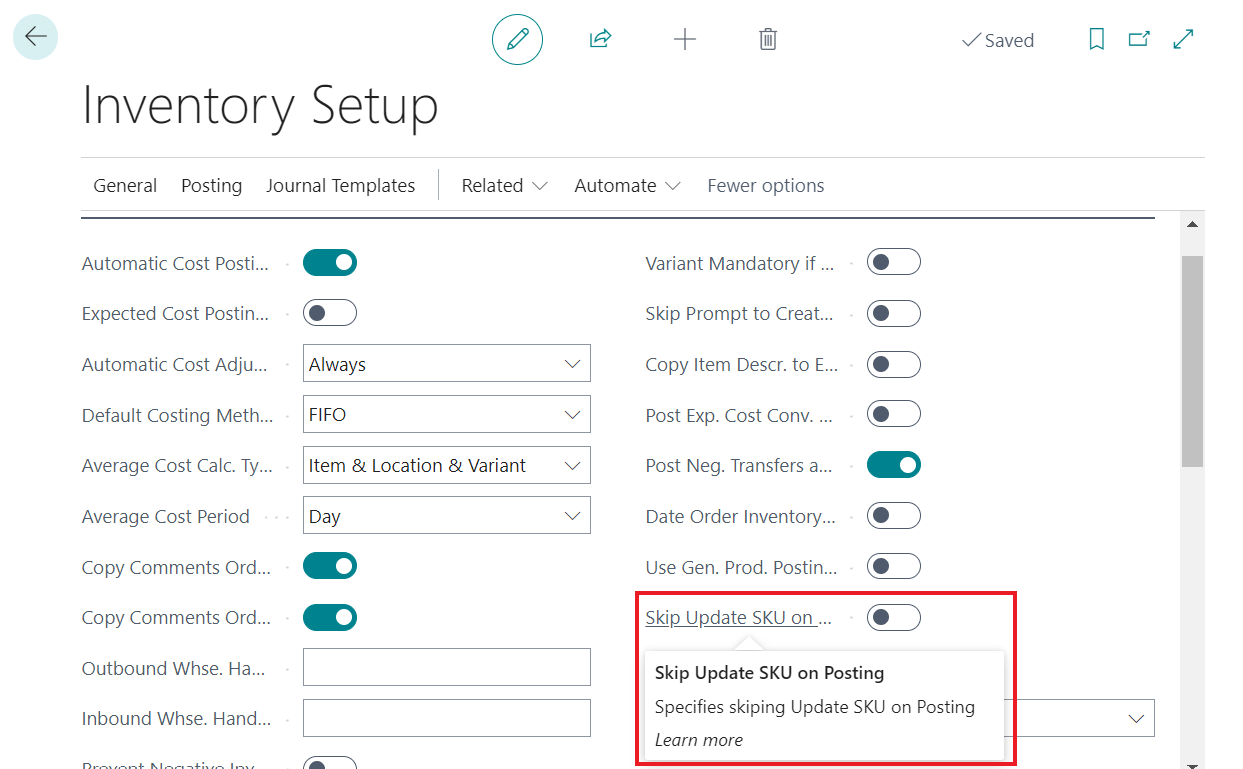 Saved
Inventory Setup
General Posting Journal Templates Related Automate Fewer options
Automatic Cost Posti...
Expected Cost Postin...
Automatic Cost Adju... Always
Default Costing Meth... FIFO
Average Cost Calc. Ty... Item & Location & Variant
Average Cost Period Day
Copy Comments Ord...
Copy Comments Ord...
Outbound Whse. Ha...
Inbound Whse. Hand...
Prevent Negative Inv...
Variant Mandatory if ...
Skip Prompt to Creat...
Copy Item Descr. to E...
Post Exp. Cost Conv. ...
Post Neg. Transfers a...
Date Order Inventory...
Use Gen. Prod. Postin...
Skip Update SKU on ...
Skip Update SKU on Posting
Specifies skiping Update SKU on Posting
Learn more